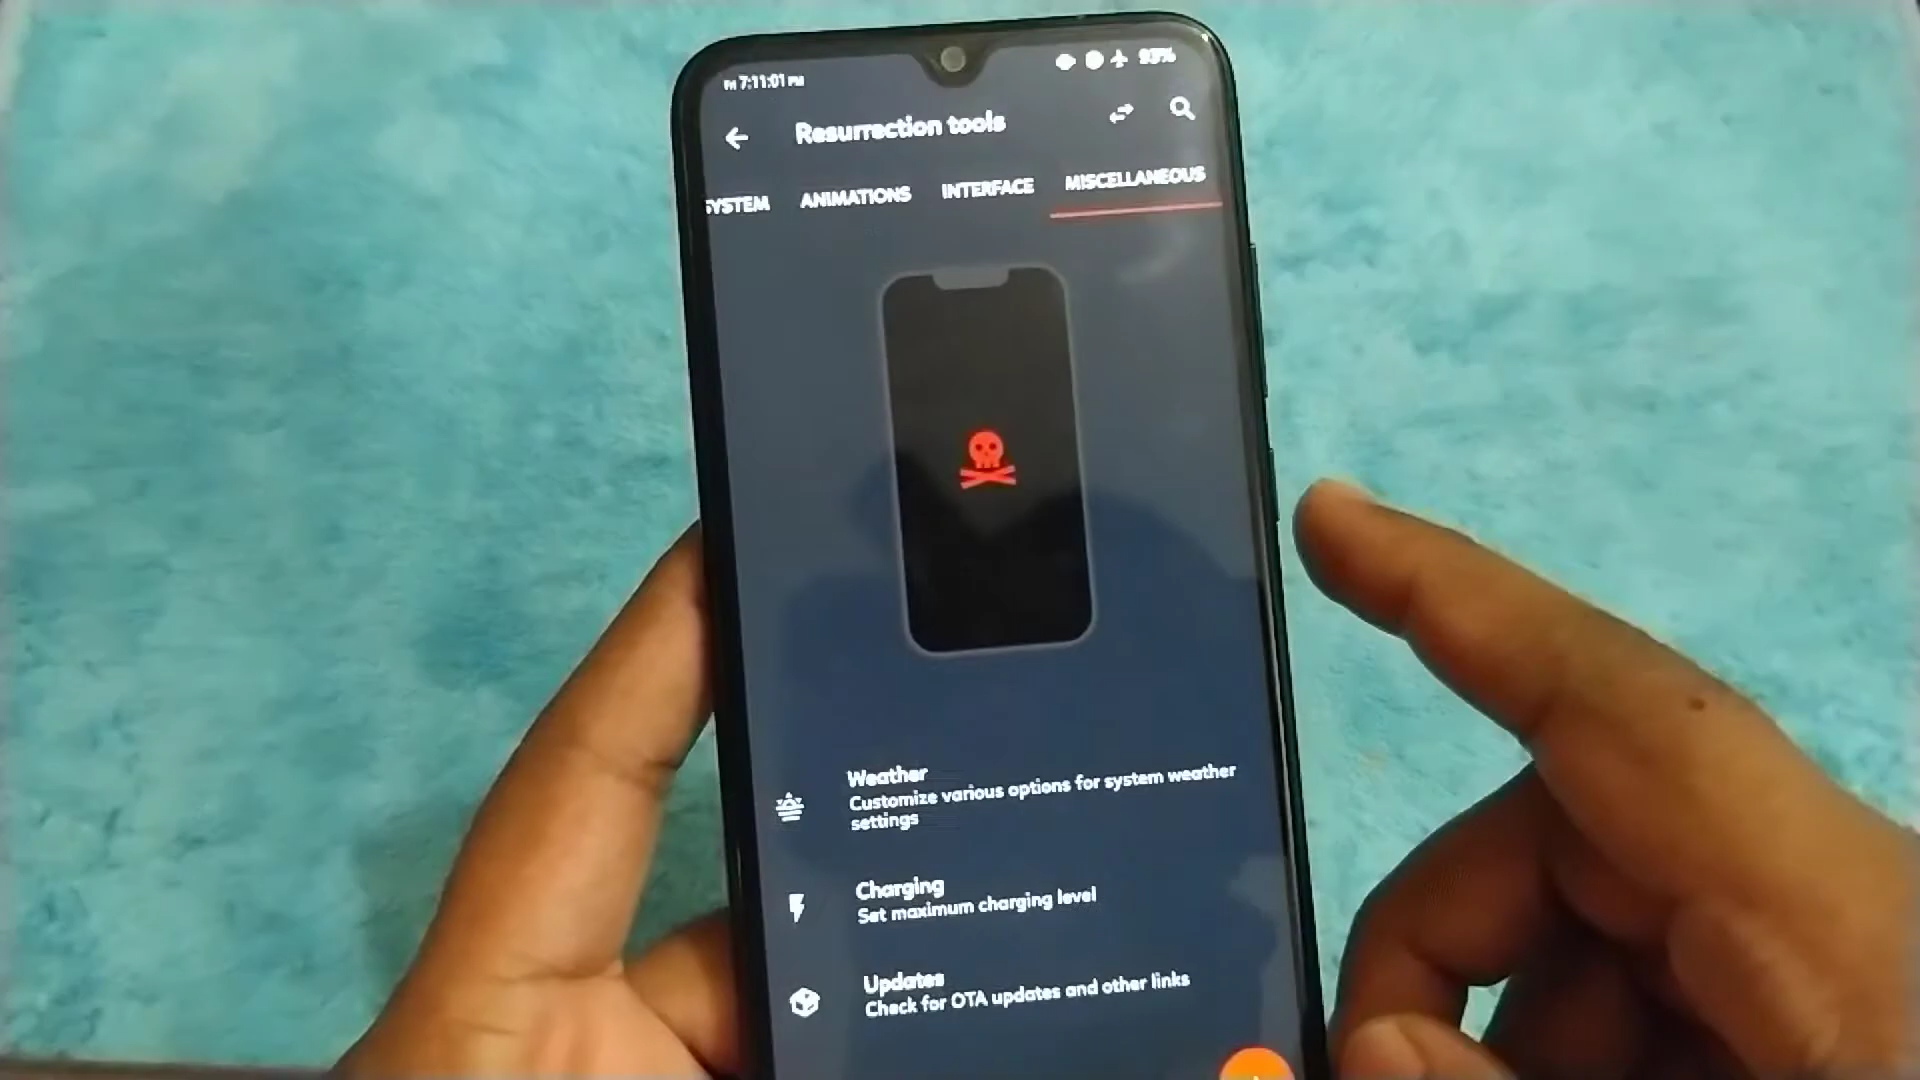 7:11:01 PM 93%
Resurrection tools
SYSTEM ANIMATIONS INTERFACE MISCELLANEOUS
Weather
Customize various options for system weather
settings
Charging
Set maximum charging level
Updates
Check for OTA updates and other links